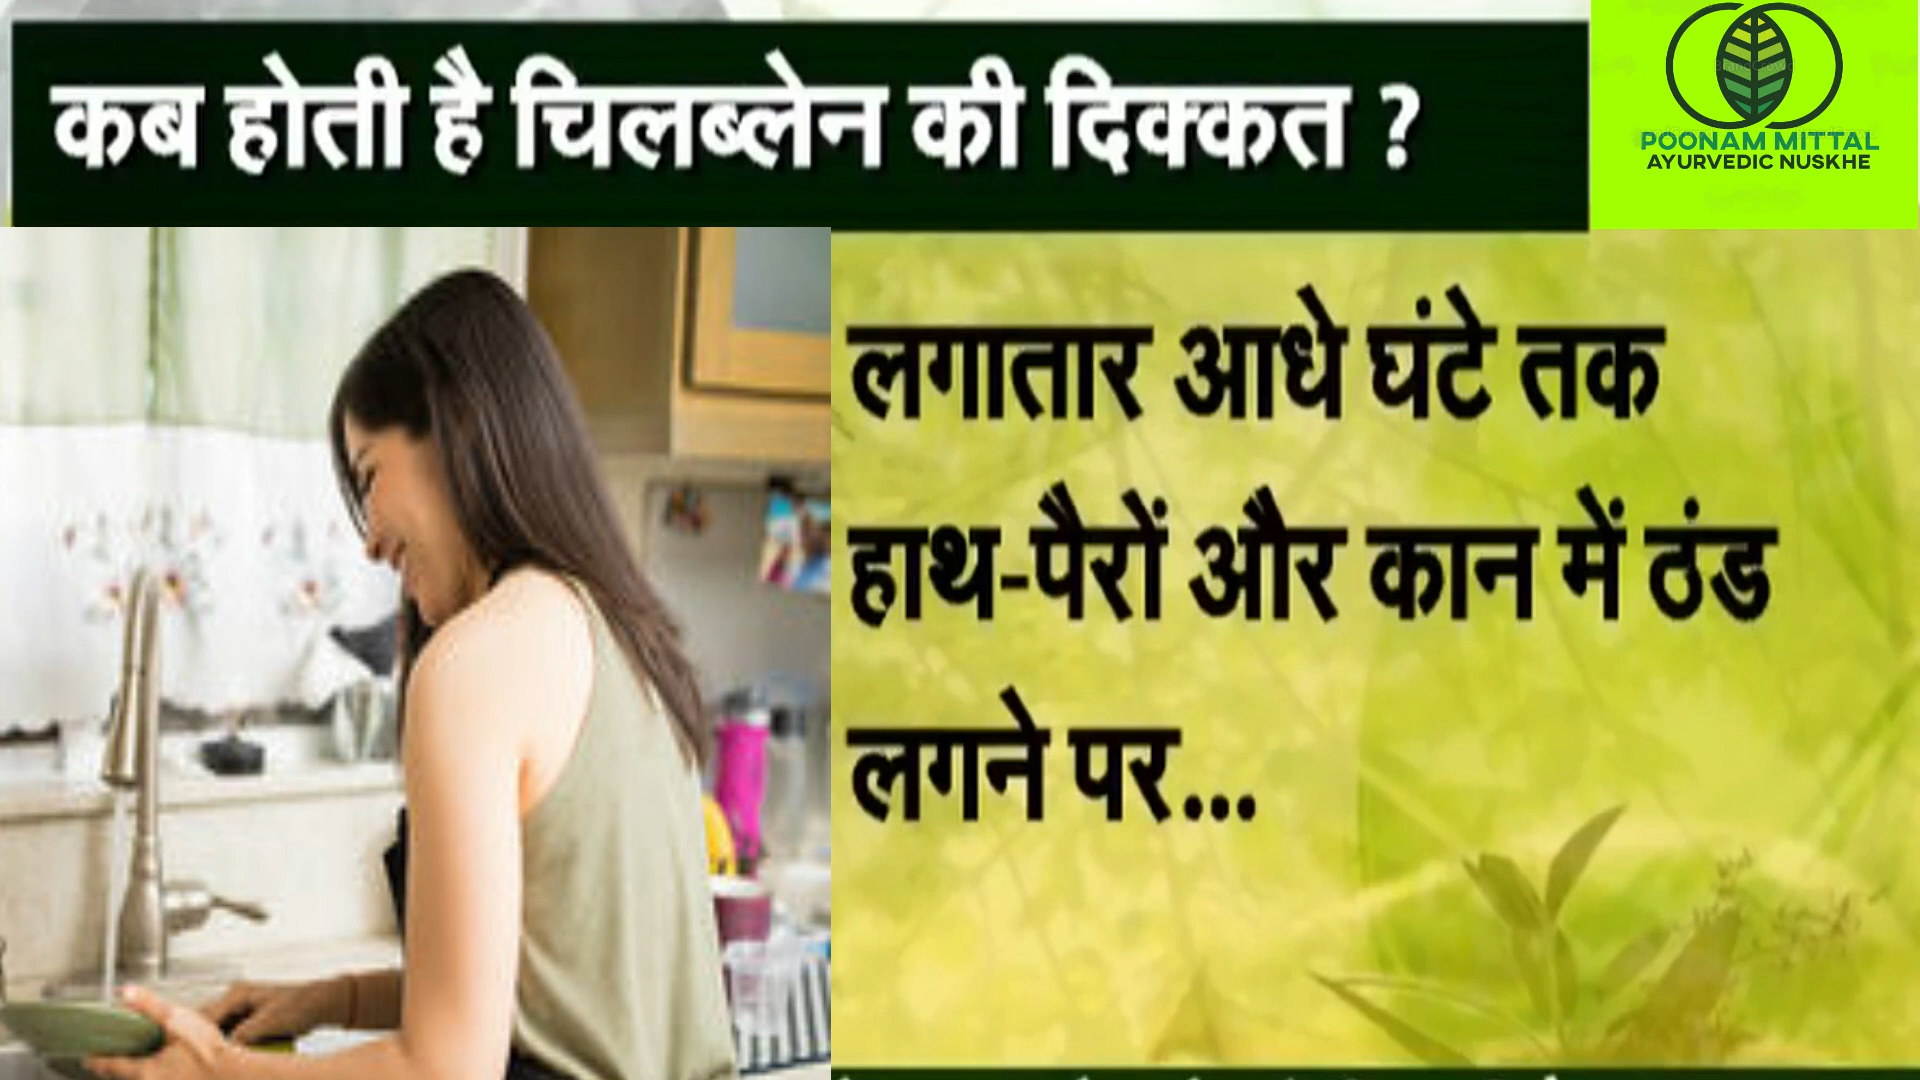 कब होती है चिलब्लेन की दिक्कत ?
POONAM MITTAL
AYURVEDIC NUSKHE
लगातार आधे घंटे तक
हाथ-पैरों और कान में ठंड
लगने पर...